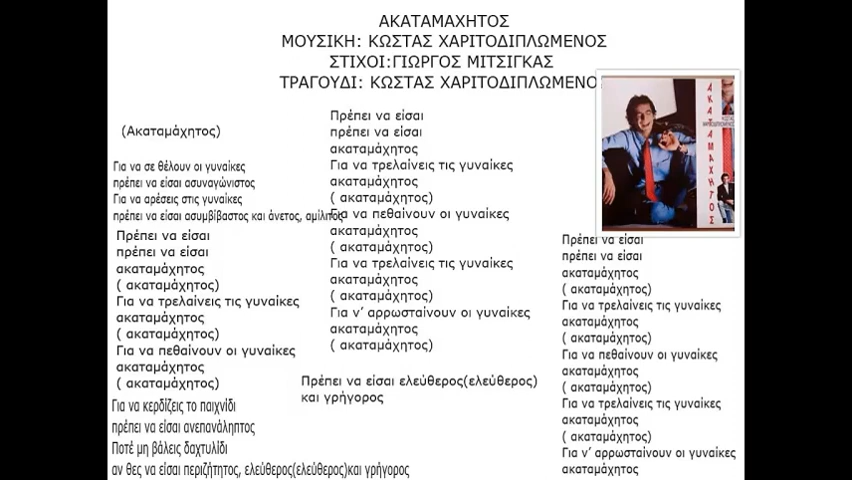 ΑΚΑΤΑΜΑΧΗΤΟΣ
ΜΟΥΣΙΚΗ: ΚΩΣΤΑΣ ΧΑΡΙΤΟΔΙΠΛΩΜΕΝΟΣ
ΣΤΙΧΟΙ:ΓΙΩΡΓΟΣ ΜΙΤΣΙΓΚΑΣ
ΤΡΑΓΟΥΔΙ: ΚΩΣΤΑΣ ΧΑΡΙΤΟΔΙΠΛΩΜΕΝΟΣ
(Ακαταμάχητος)
Για να σε θέλουν οι γυναίκες
πρέπει να είσαι ασυναγώνιστος
Για να αρέσεις στις γυναίκες
πρέπει να είσαι ασυμβίβαστος και άνετος, αμίλητος
Πρέπει να είσαι
πρέπει να είσαι
ακαταμάχητος
( ακαταμάχητος)
Για να τρελαίνεις τις γυναίκες
ακαταμάχητος
( ακαταμάχητος)
Για να πεθαίνουν οι γυναίκες
ακαταμάχητος
( ακαταμάχητος)
Για να κερδίζεις το παιχνίδι
πρέπει να είσαι ανεπανάληπτος
Ποτέ μη βάλεις δαχτυλίδι
αν θες να είσαι περιζήτητος, ελεύθερος(ελεύθερος)και γρήγορος
Πρέπει να είσαι
πρέπει να είσαι
ακαταμάχητος
Για να τρελαίνεις τις γυναίκες
ακαταμάχητος
( ακαταμάχητος)
Για να πεθαίνουν οι γυναίκες
ακαταμάχητος
( ακαταμάχητος)
Για να τρελαίνεις τις γυναίκες
ακαταμάχητος
( ακαταμάχητος)
Για ν’ αρρωσταίνουν οι γυναίκες
ακαταμάχητος
( ακαταμάχητος)
Πρέπει να είσαι ελεύθερος(ελεύθερος)
και γρήγορος
ΑΚΑΤΑΜΑΧΗΤΟΣ
Πρέπει να είσαι
πρέπει να είσαι
ακαταμάχητος
( ακαταμάχητος)
Για να τρελαίνεις τις γυναίκες
ακαταμάχητος
( ακαταμάχητος)
Για να πεθαίνουν οι γυναίκες
ακαταμάχητος
( ακαταμάχητος)
Για να τρελαίνεις τις γυναίκες
ακαταμάχητος
( ακαταμάχητος)
Για ν’ αρρωσταίνουν οι γυναίκες
ακαταμάχητος